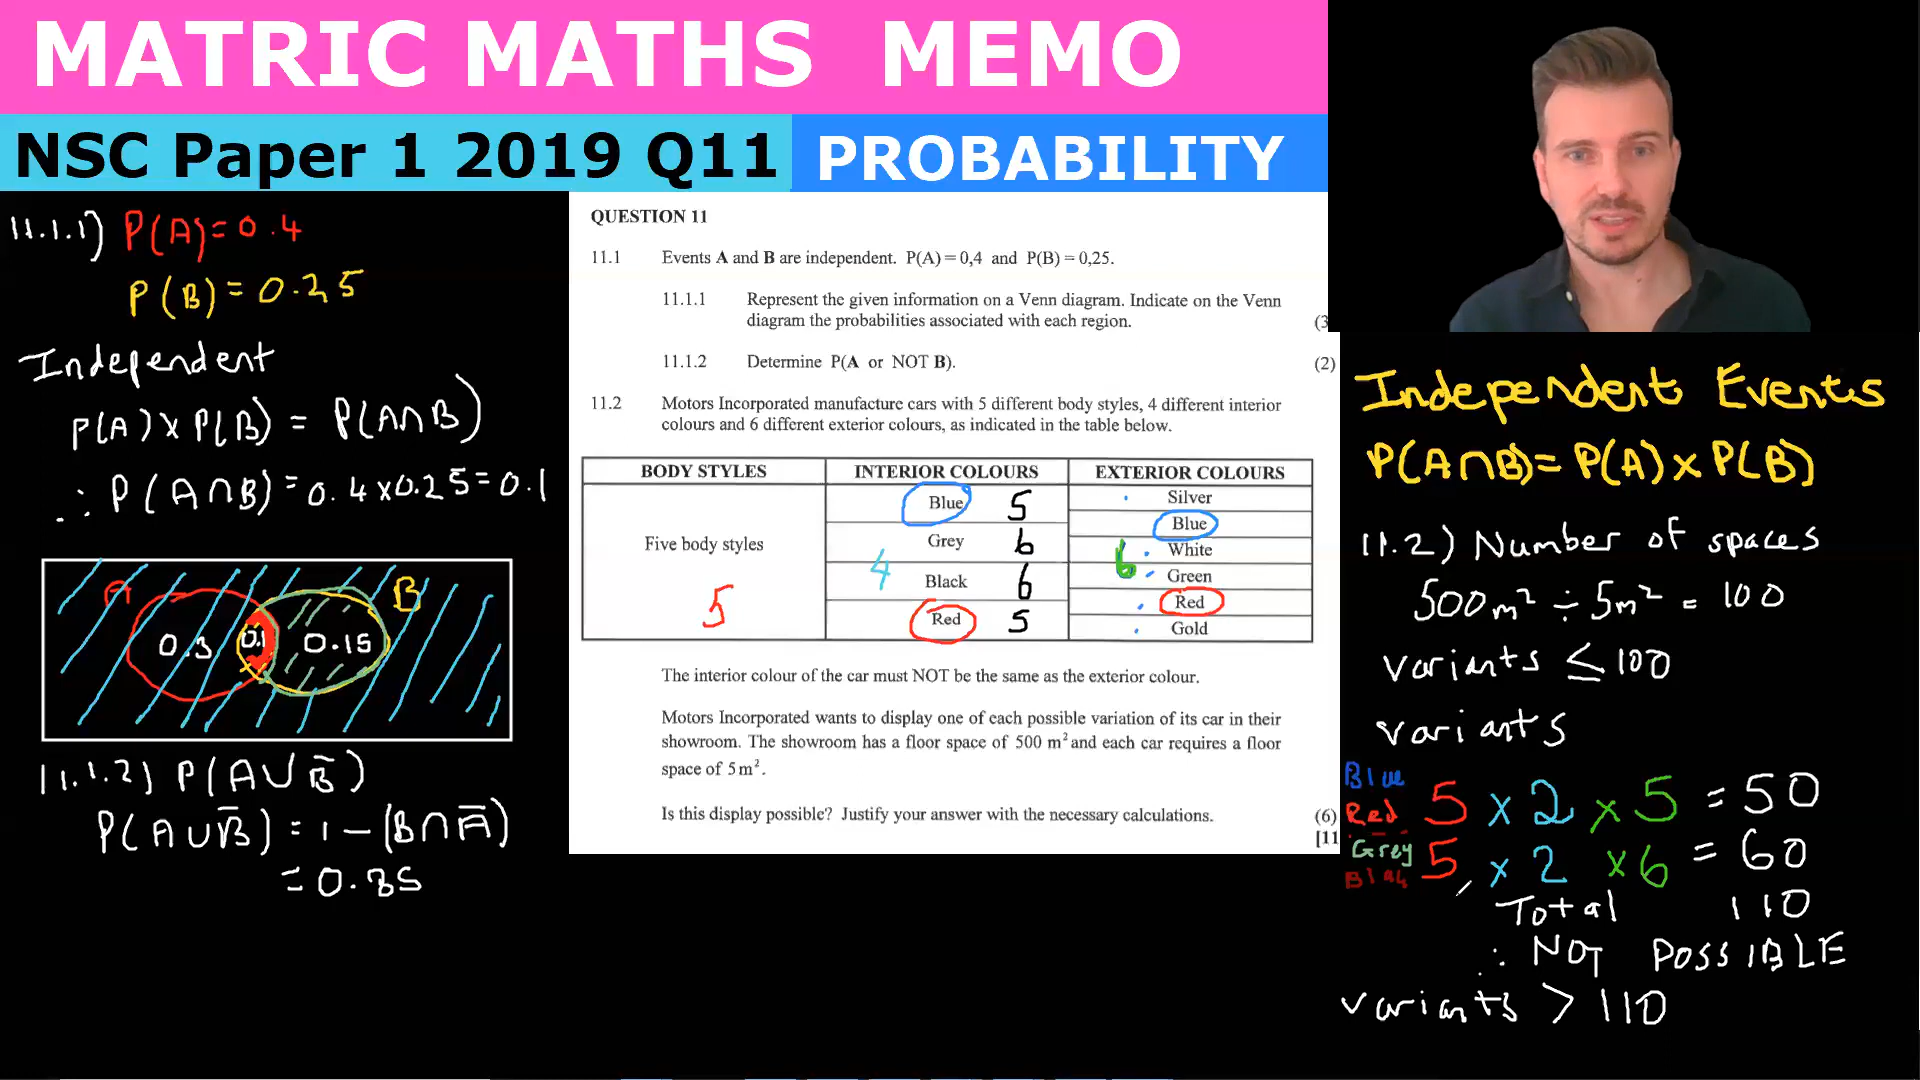 MATRIC MATHS MEMO
NSC Paper 1 2019 Q11
PROBABILITY
11.1.1) P(A)=0.4
P(B)=0.25
Independent
P(A)×P(B) = P(A∩B)
∴ P(A∩B)=0.4×0.25=0.1
A
B
0.3 0.1 0.15
11.1.2) P(A∪B̅)
P(A∪B̅) = 1-(B∩A̅)
=0.85
QUESTION 11
11.1 Events A and B are independent. P(A)=0,4 and P(B)=0,25.
11.1.1 Represent the given information on a Venn diagram. Indicate on the Venn
diagram the probabilities associated with each region. (3
11.1.2 Determine P(A or NOT B). (2)
11.2 Motors Incorporated manufacture cars with 5 different body styles, 4 different interior
colours and 6 different exterior colours, as indicated in the table below.
BODY STYLES INTERIOR COLOURS EXTERIOR COLOURS
Five body styles
5
4
Blue 5
Grey 6
Black 6
Red 5
6
Silver
Blue
White
Green
Red
Gold
The interior colour of the car must NOT be the same as the exterior colour.
Motors Incorporated wants to display one of each possible variation of its car in their
showroom. The showroom has a floor space of 500 m² and each car requires a floor
space of 5 m².
Is this display possible? Justify your answer with the necessary calculations. (6)
[11
Independent Events
P(A∩B)=P(A)×P(B)
11.2) Number of spaces
500m² ÷ 5m² = 100
variants ≤ 100
variants
Blue
Red 5 × 2 × 5 = 50
Grey 5 × 2 × 6 = 60
Blak
Total 110
∴ NOT POSSIBLE
variants > 110